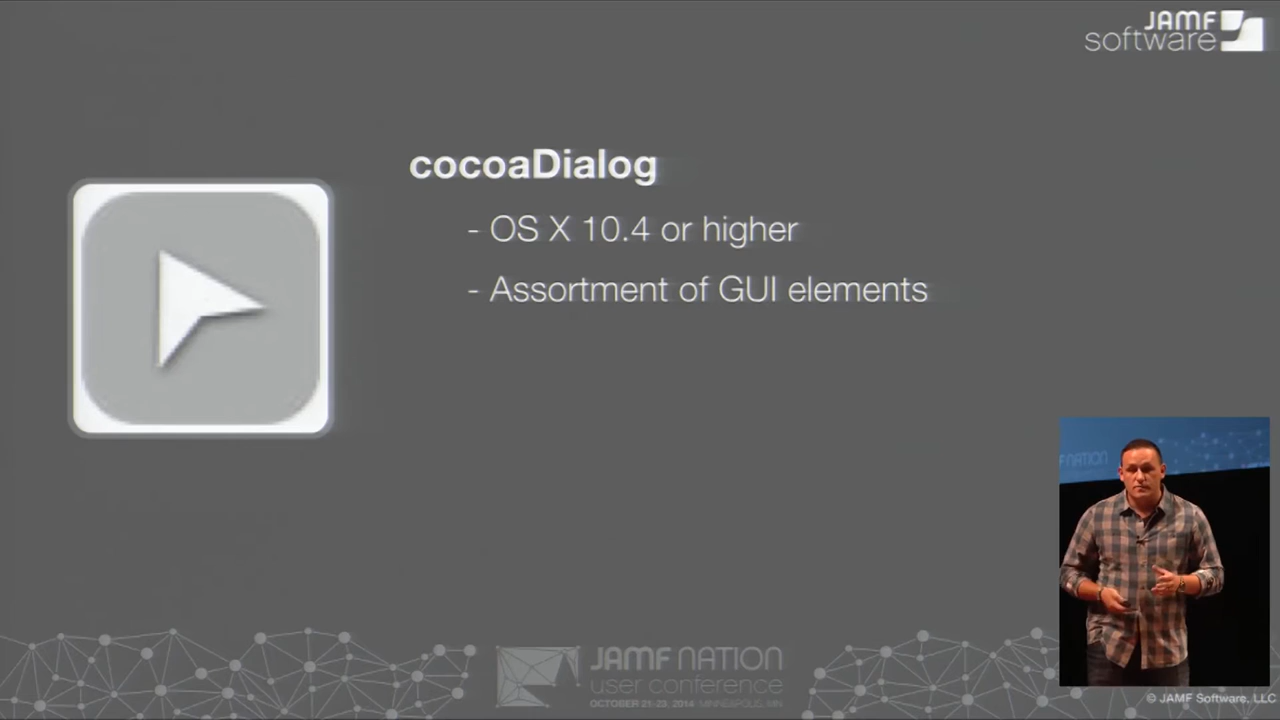 JAMF
software
cocoaDialog
- OS X 10.4 or higher
- Assortment of GUI elements
F NATION
JAMF NATION
user conference
OCTOBER 21-23, 2014 MINNEAPOLIS, MN
© JAMF Software, LLC